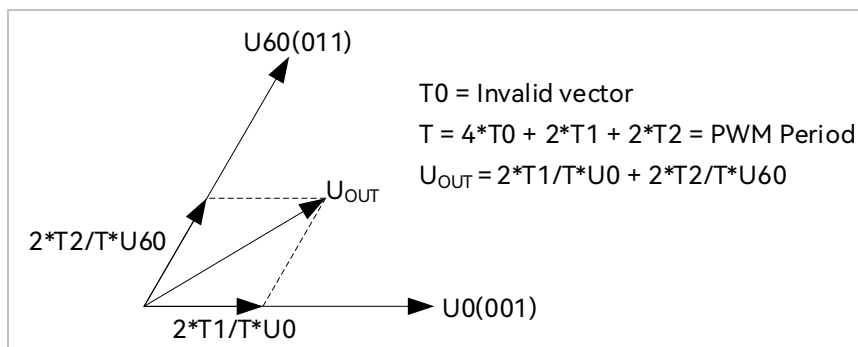 U60(011)
T0 = Invalid vector
T = 4*T0 + 2*T1 + 2*T2 = PWM Period
UOUT = 2*T1/T*U0 + 2*T2/T*U60
UOUT
2*T2/T*U60
U0(001)
2*T1/T*U0